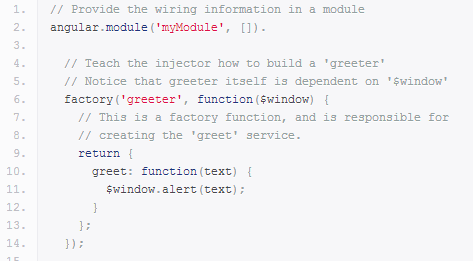 1. // Provide the wiring information in a module
2. angular.module('myModule', []).
3.
4. // Teach the injector how to build a 'greeter'
5. // Notice that greeter itself is dependent on '$window'
6. factory('greeter', function($window) {
7. // This is a factory function, and is responsible for
8. // creating the 'greet' service.
9. return {
10. greet: function(text) {
11. $window.alert(text);
12. }
13. };
14. });
15.